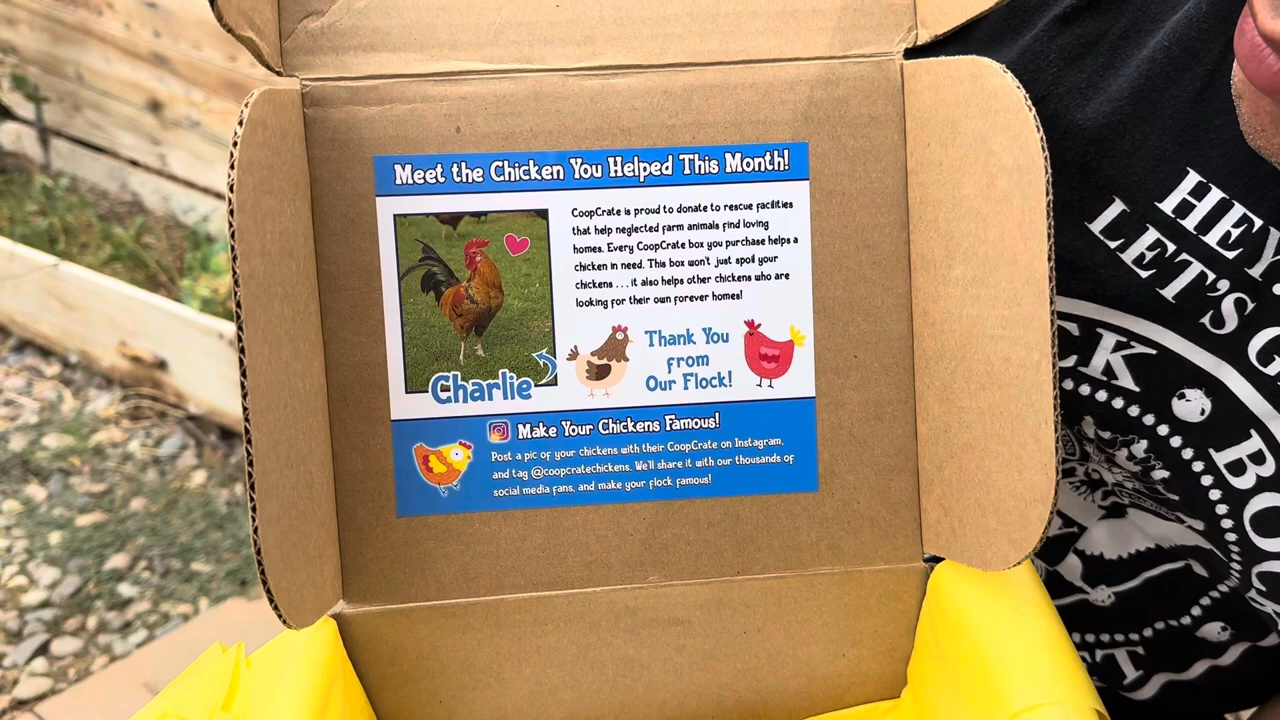 Meet the Chicken You Helped This Month!
CoopCrate is proud to donate to rescue facilities
that help neglected farm animals find loving
homes. Every CoopCrate box you purchase helps a
chicken in need. This box won't just spoil your
chickens . . . it also helps other chickens who are
looking for their own forever homes!
Charlie
Thank You
from
Our Flock!
Make Your Chickens Famous!
Post a pic of your chickens with their CoopCrate on Instagram,
and tag @coopcratechickens. We'll share it with our thousands of
social media fans, and make your flock famous!
HEY
LET'S G
CK BOC